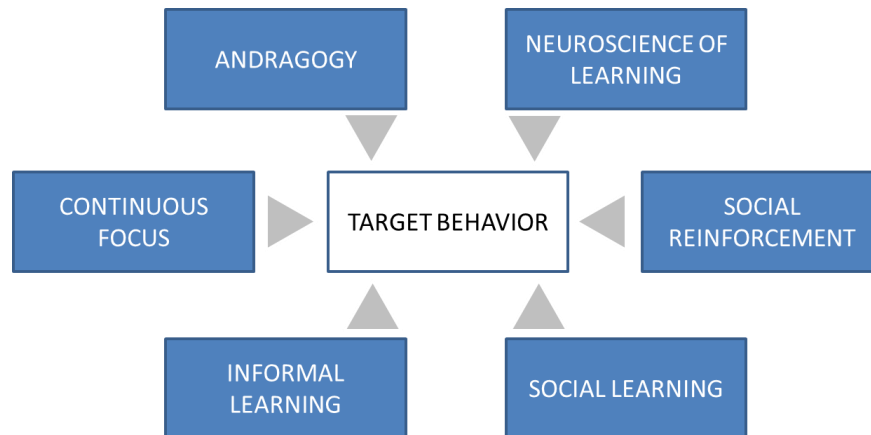 ANDRAGOGY
NEUROSCIENCE OF
LEARNING
CONTINUOUS
FOCUS
TARGET BEHAVIOR
SOCIAL
REINFORCEMENT
INFORMAL
LEARNING
SOCIAL LEARNING